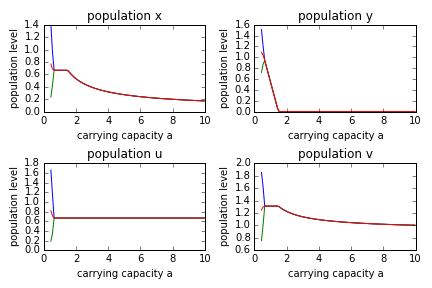 population x
population level
1.4
1.2
1.0
0.8
0.6
0.4
0.2
0.0
0 2 4 6 8 10
carrying capacity a
population y
population level
1.6
1.4
1.2
1.0
0.8
0.6
0.4
0.2
0.0
0 2 4 6 8 10
carrying capacity a
population u
population level
1.8
1.6
1.4
1.2
1.0
0.8
0.6
0.4
0.2
0.0
0 2 4 6 8 10
carrying capacity a
population v
population level
2.0
1.8
1.6
1.4
1.2
1.0
0.8
0.6
0 2 4 6 8 10
carrying capacity a